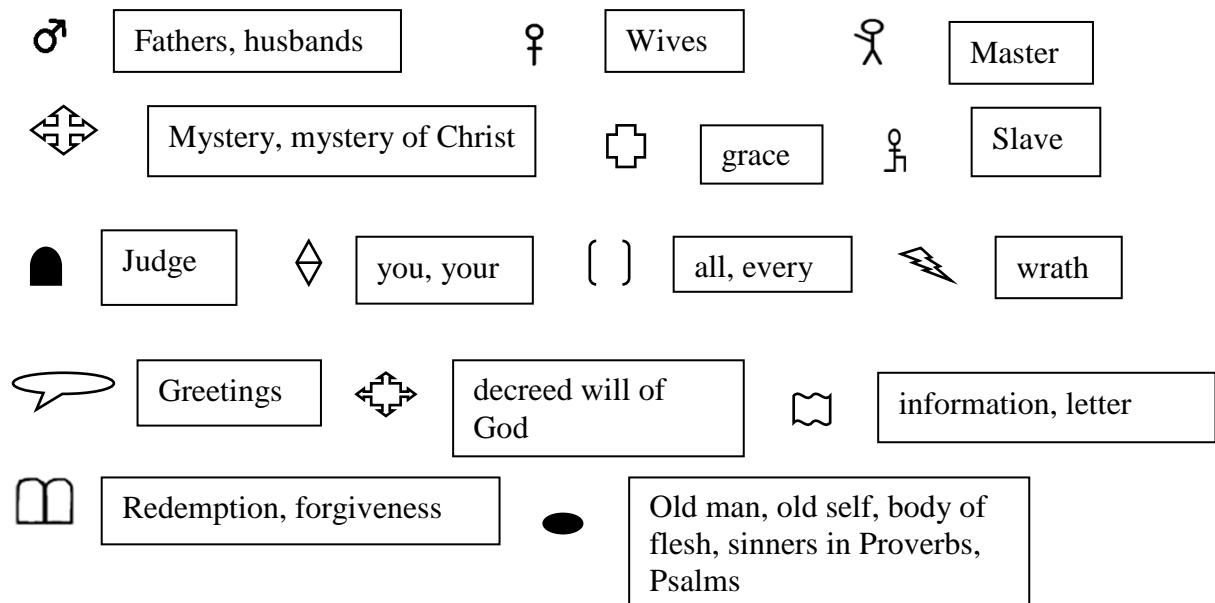 Fathers, husbands
Wives
Master
Mystery, mystery of Christ
grace
Slave
Judge
you, your
all, every
wrath
Greetings
decreed will of
God
information, letter
Redemption, forgiveness
Old man, old self, body of
flesh, sinners in Proverbs,
Psalms